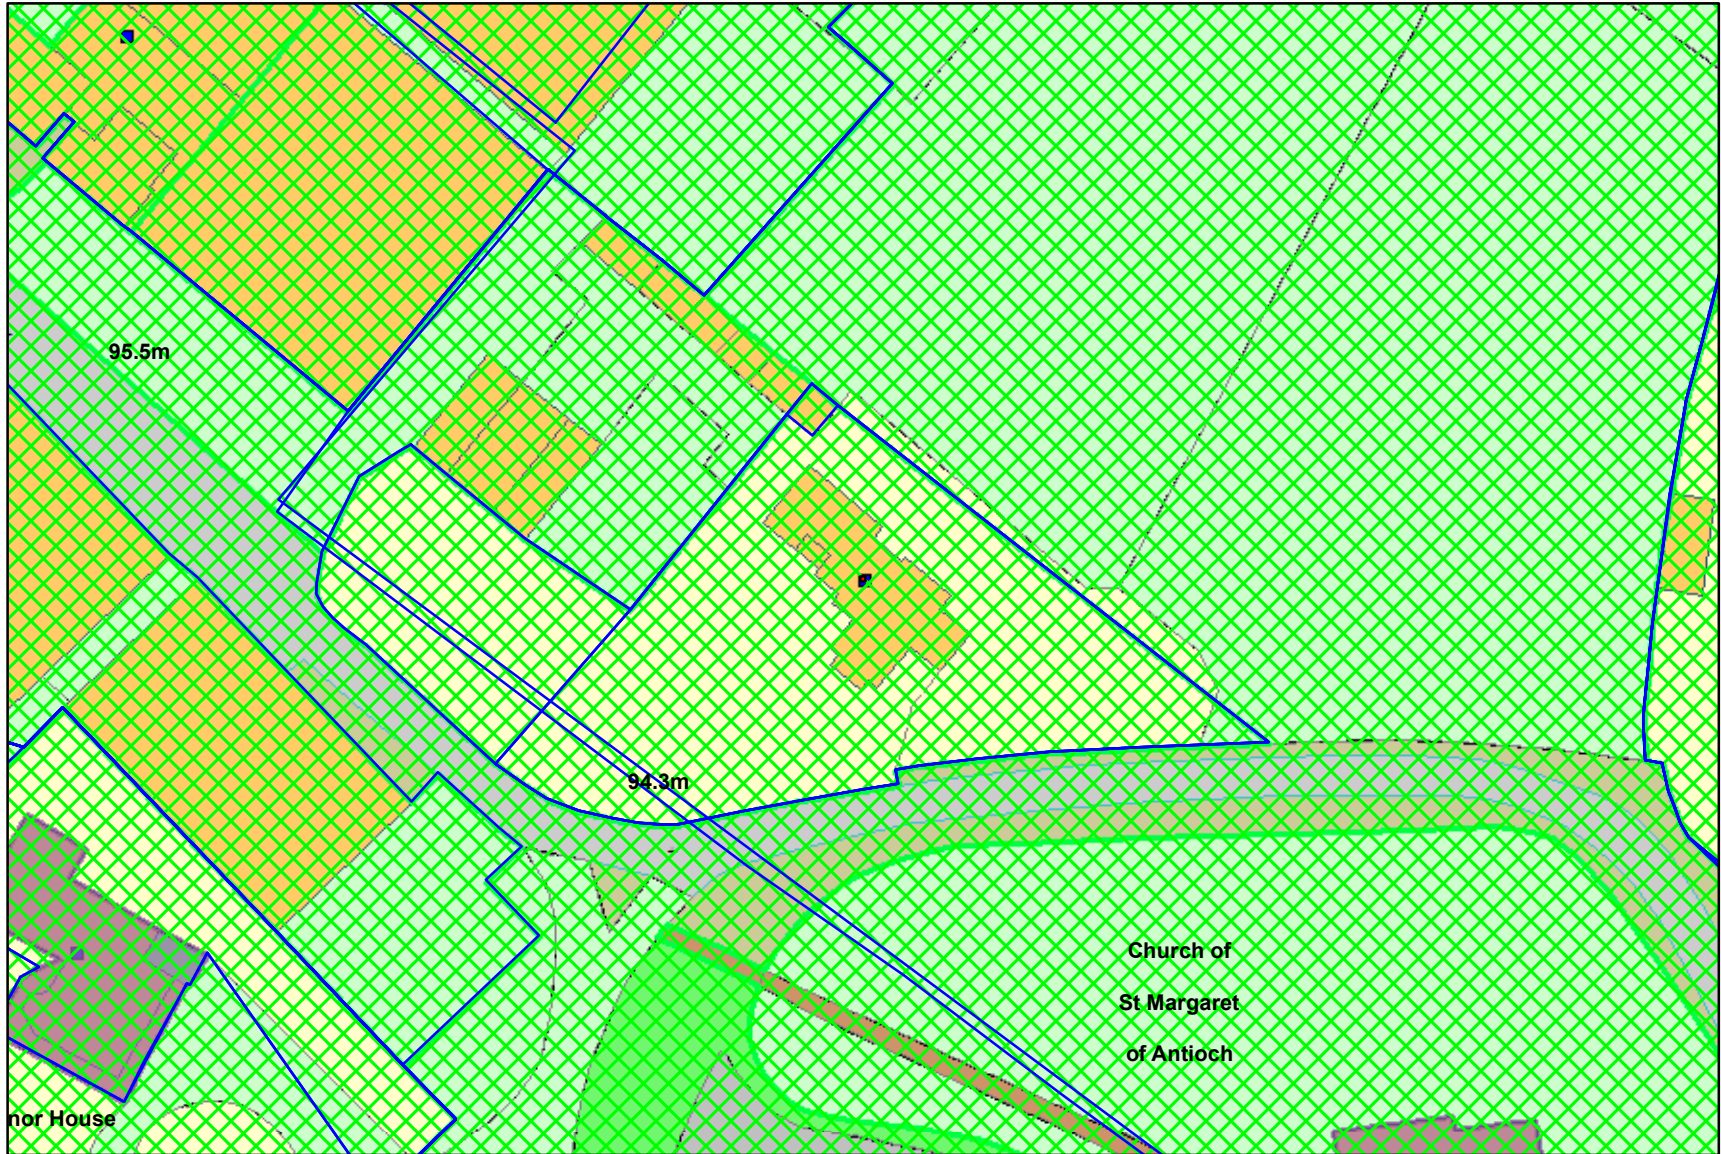 95.5m
94.3m
Church of
St Margaret
of Antioch
nor House